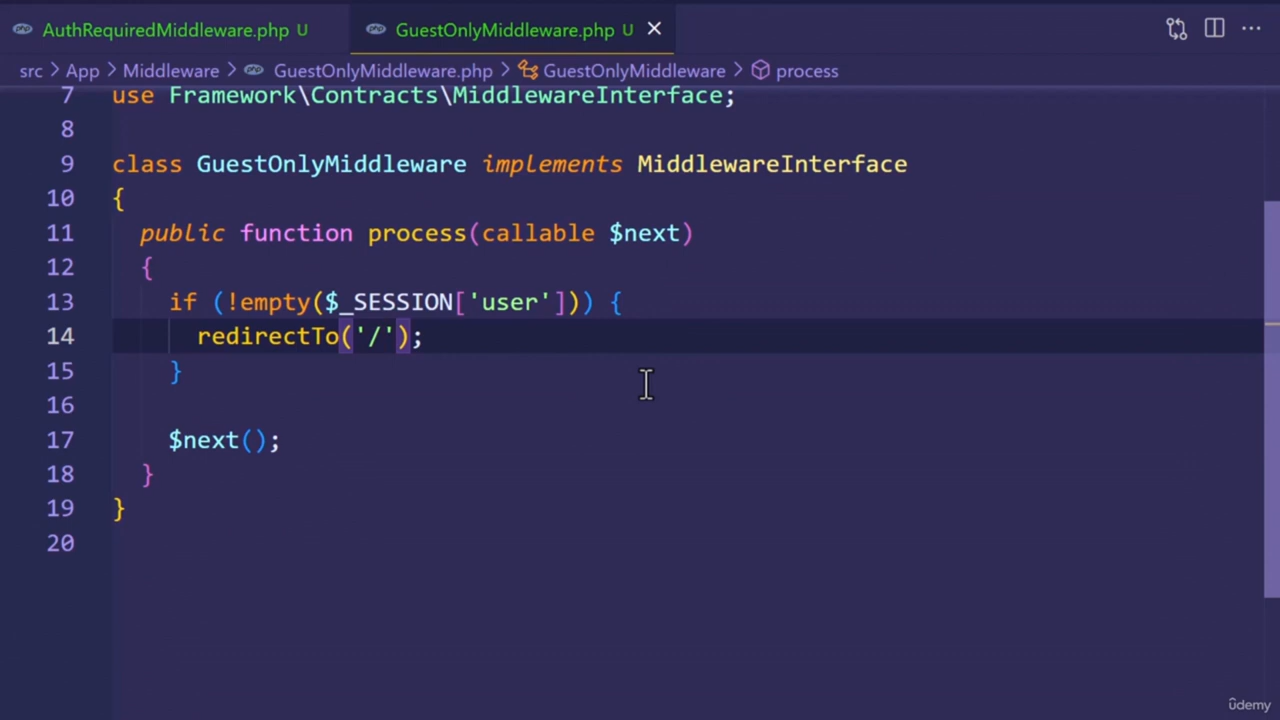 AuthRequiredMiddleware.php U GuestOnlyMiddleware.php U
src > App > Middleware > GuestOnlyMiddleware.php > GuestOnlyMiddleware > process
7 use Framework\Contracts\MiddlewareInterface;
8
9 class GuestOnlyMiddleware implements MiddlewareInterface
10 {
11 public function process(callable $next)
12 {
13 if (!empty($_SESSION['user'])) {
14 redirectTo('/');
15 }
16
17 $next();
18 }
19 }
20
ûdemy